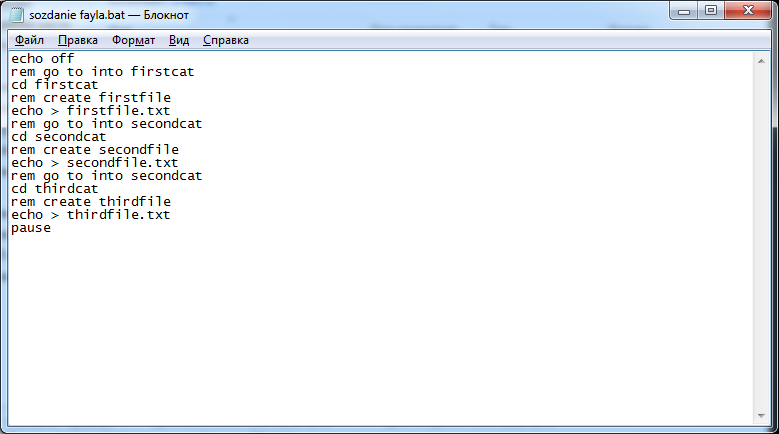 sozdanie fayla.bat — Блокнот
Файл Правка Формат Вид Справка
echo off
rem go to into firstcat
cd firstcat
rem create firstfile
echo > firstfile.txt
rem go to into secondcat
cd secondcat
rem create secondfile
echo > secondfile.txt
rem go to into secondcat
cd thirdcat
rem create thirdfile
echo > thirdfile.txt
pause